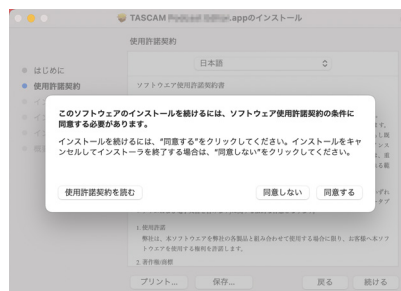 TASCAM .appのインストール
使用許諾契約
日本語
はじめに
使用許諾契約
ソフトウエア使用許諾契約書
このソフトウェアのインストールを続けるには、ソフトウェア使用許諾契約の条件に
同意する必要があります。
インストールを続けるには、“同意する”をクリックしてください。インストールをキャ
ンセルしてインストーラを終了する場合は、“同意しない”をクリックしてください。
使用許諾契約を読む
同意しない
同意する
1. 使用許諾
弊社は、本ソフトウエアを弊社の各製品と組み合わせて使用する場合に限り、お客様へ本ソフ
トウエアを使用する権利を許諾します。
2. 著作権/商標
プリント...
保存...
戻る
続ける